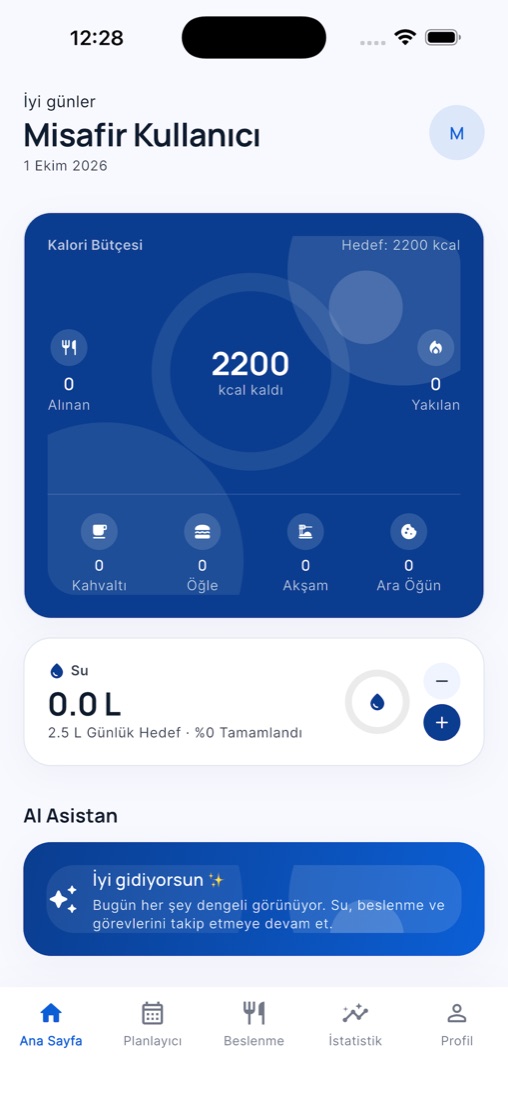 12:28
İyi günler
Misafir Kullanıcı
M
1 Ekim 2026
Kalori Bütçesi
Hedef: 2200 kcal
2200
kcal kaldı
0
Alınan
0
Yakılan
0
Kahvaltı
0
Öğle
0
Akşam
0
Ara Öğün
Su
0.0 L
2.5 L Günlük Hedef · %0 Tamamlandı
AI Asistan
İyi gidiyorsun ✨
Bugün her şey dengeli görünüyor. Su, beslenme ve
görevlerini takip etmeye devam et.
Ana Sayfa
Planlayıcı
Beslenme
İstatistik
Profil